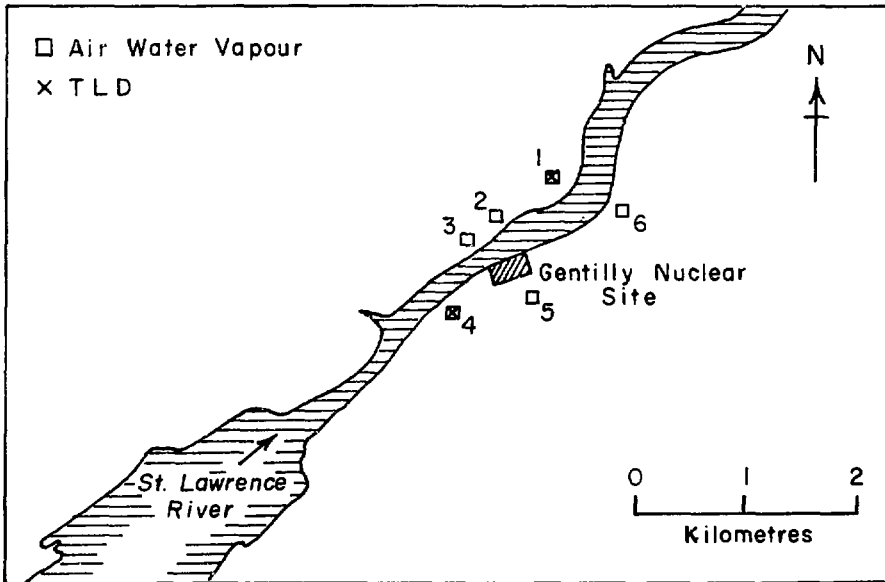 Air Water Vapour
× TLD
N
1
2
3
6
Gentilly Nuclear
Site
5
4
St. Lawrence
River
0 1 2
Kilometres